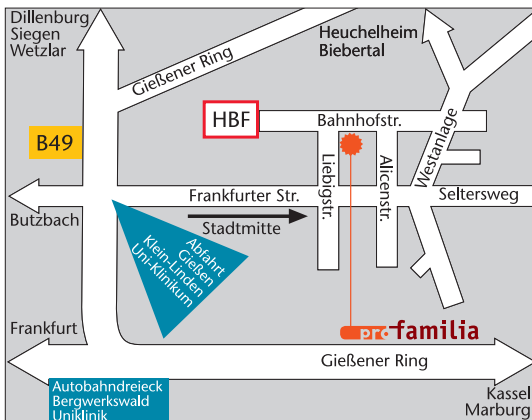 Dillenburg
Siegen
Wetzlar
Heuchelheim
Biebertal
Gießener Ring
HBF
Bahnhofstr.
B49
Liebigstr.
Alicenstr.
Westanlage
Frankfurter Str.
Seltersweg
Butzbach
Stadtmitte
Abfahrt
Gießen
Klein-Linden
Uni-Klinikum
Frankfurt
pro familia
Gießener Ring
Autobahndreieck
Bergwerkswald
Uniklinik
Kassel
Marburg